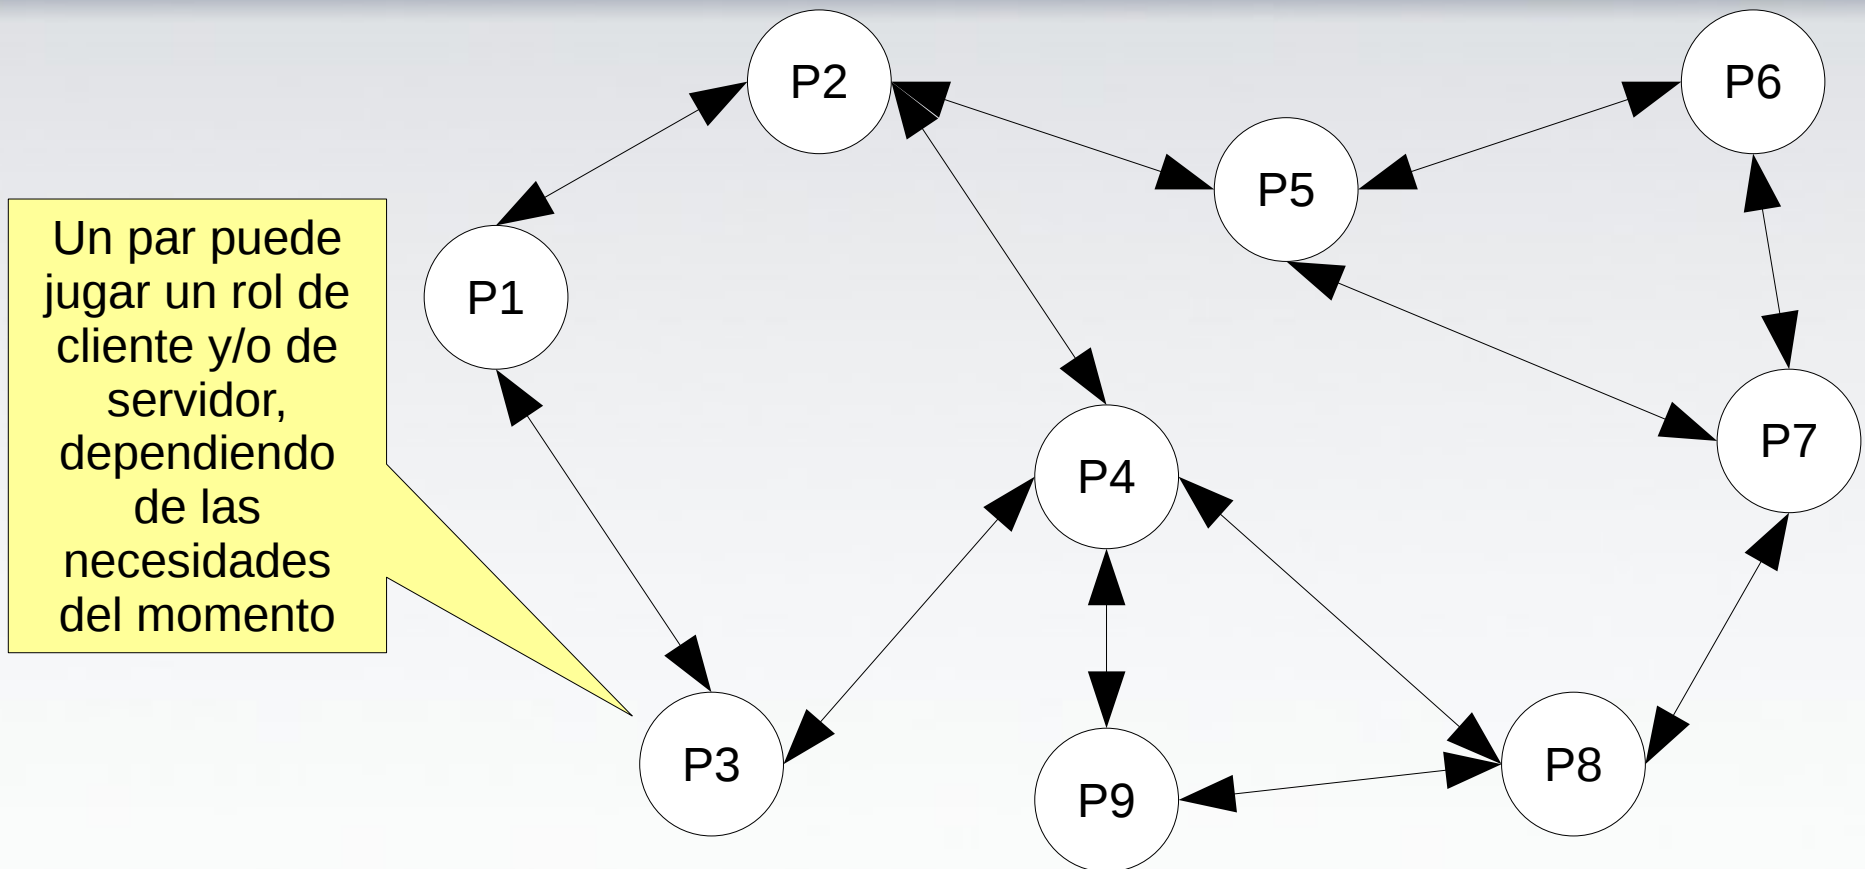 P2
P6
P5
Un par puede
jugar un rol de
cliente y/o de
servidor,
dependiendo
de las
necesidades
del momento
P1
P7
P4
P3
P8
P9